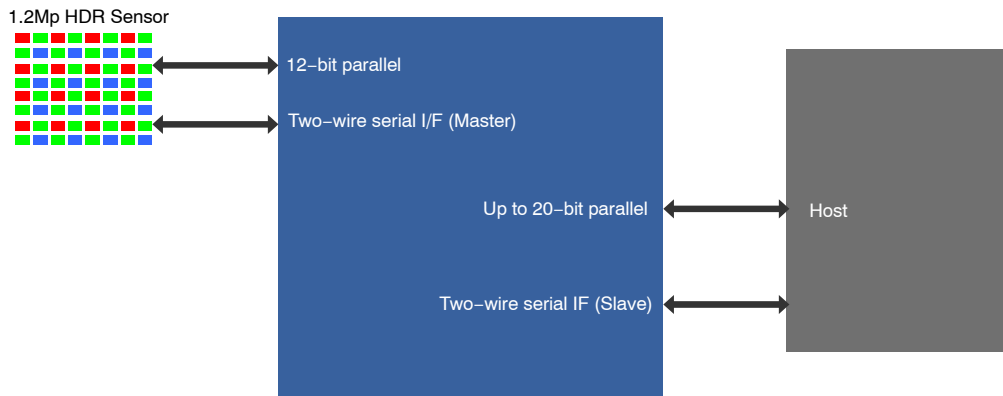 1.2Mp HDR Sensor
12−bit parallel
Two−wire serial I/F (Master)
Up to 20−bit parallel
Host
Two−wire serial IF (Slave)